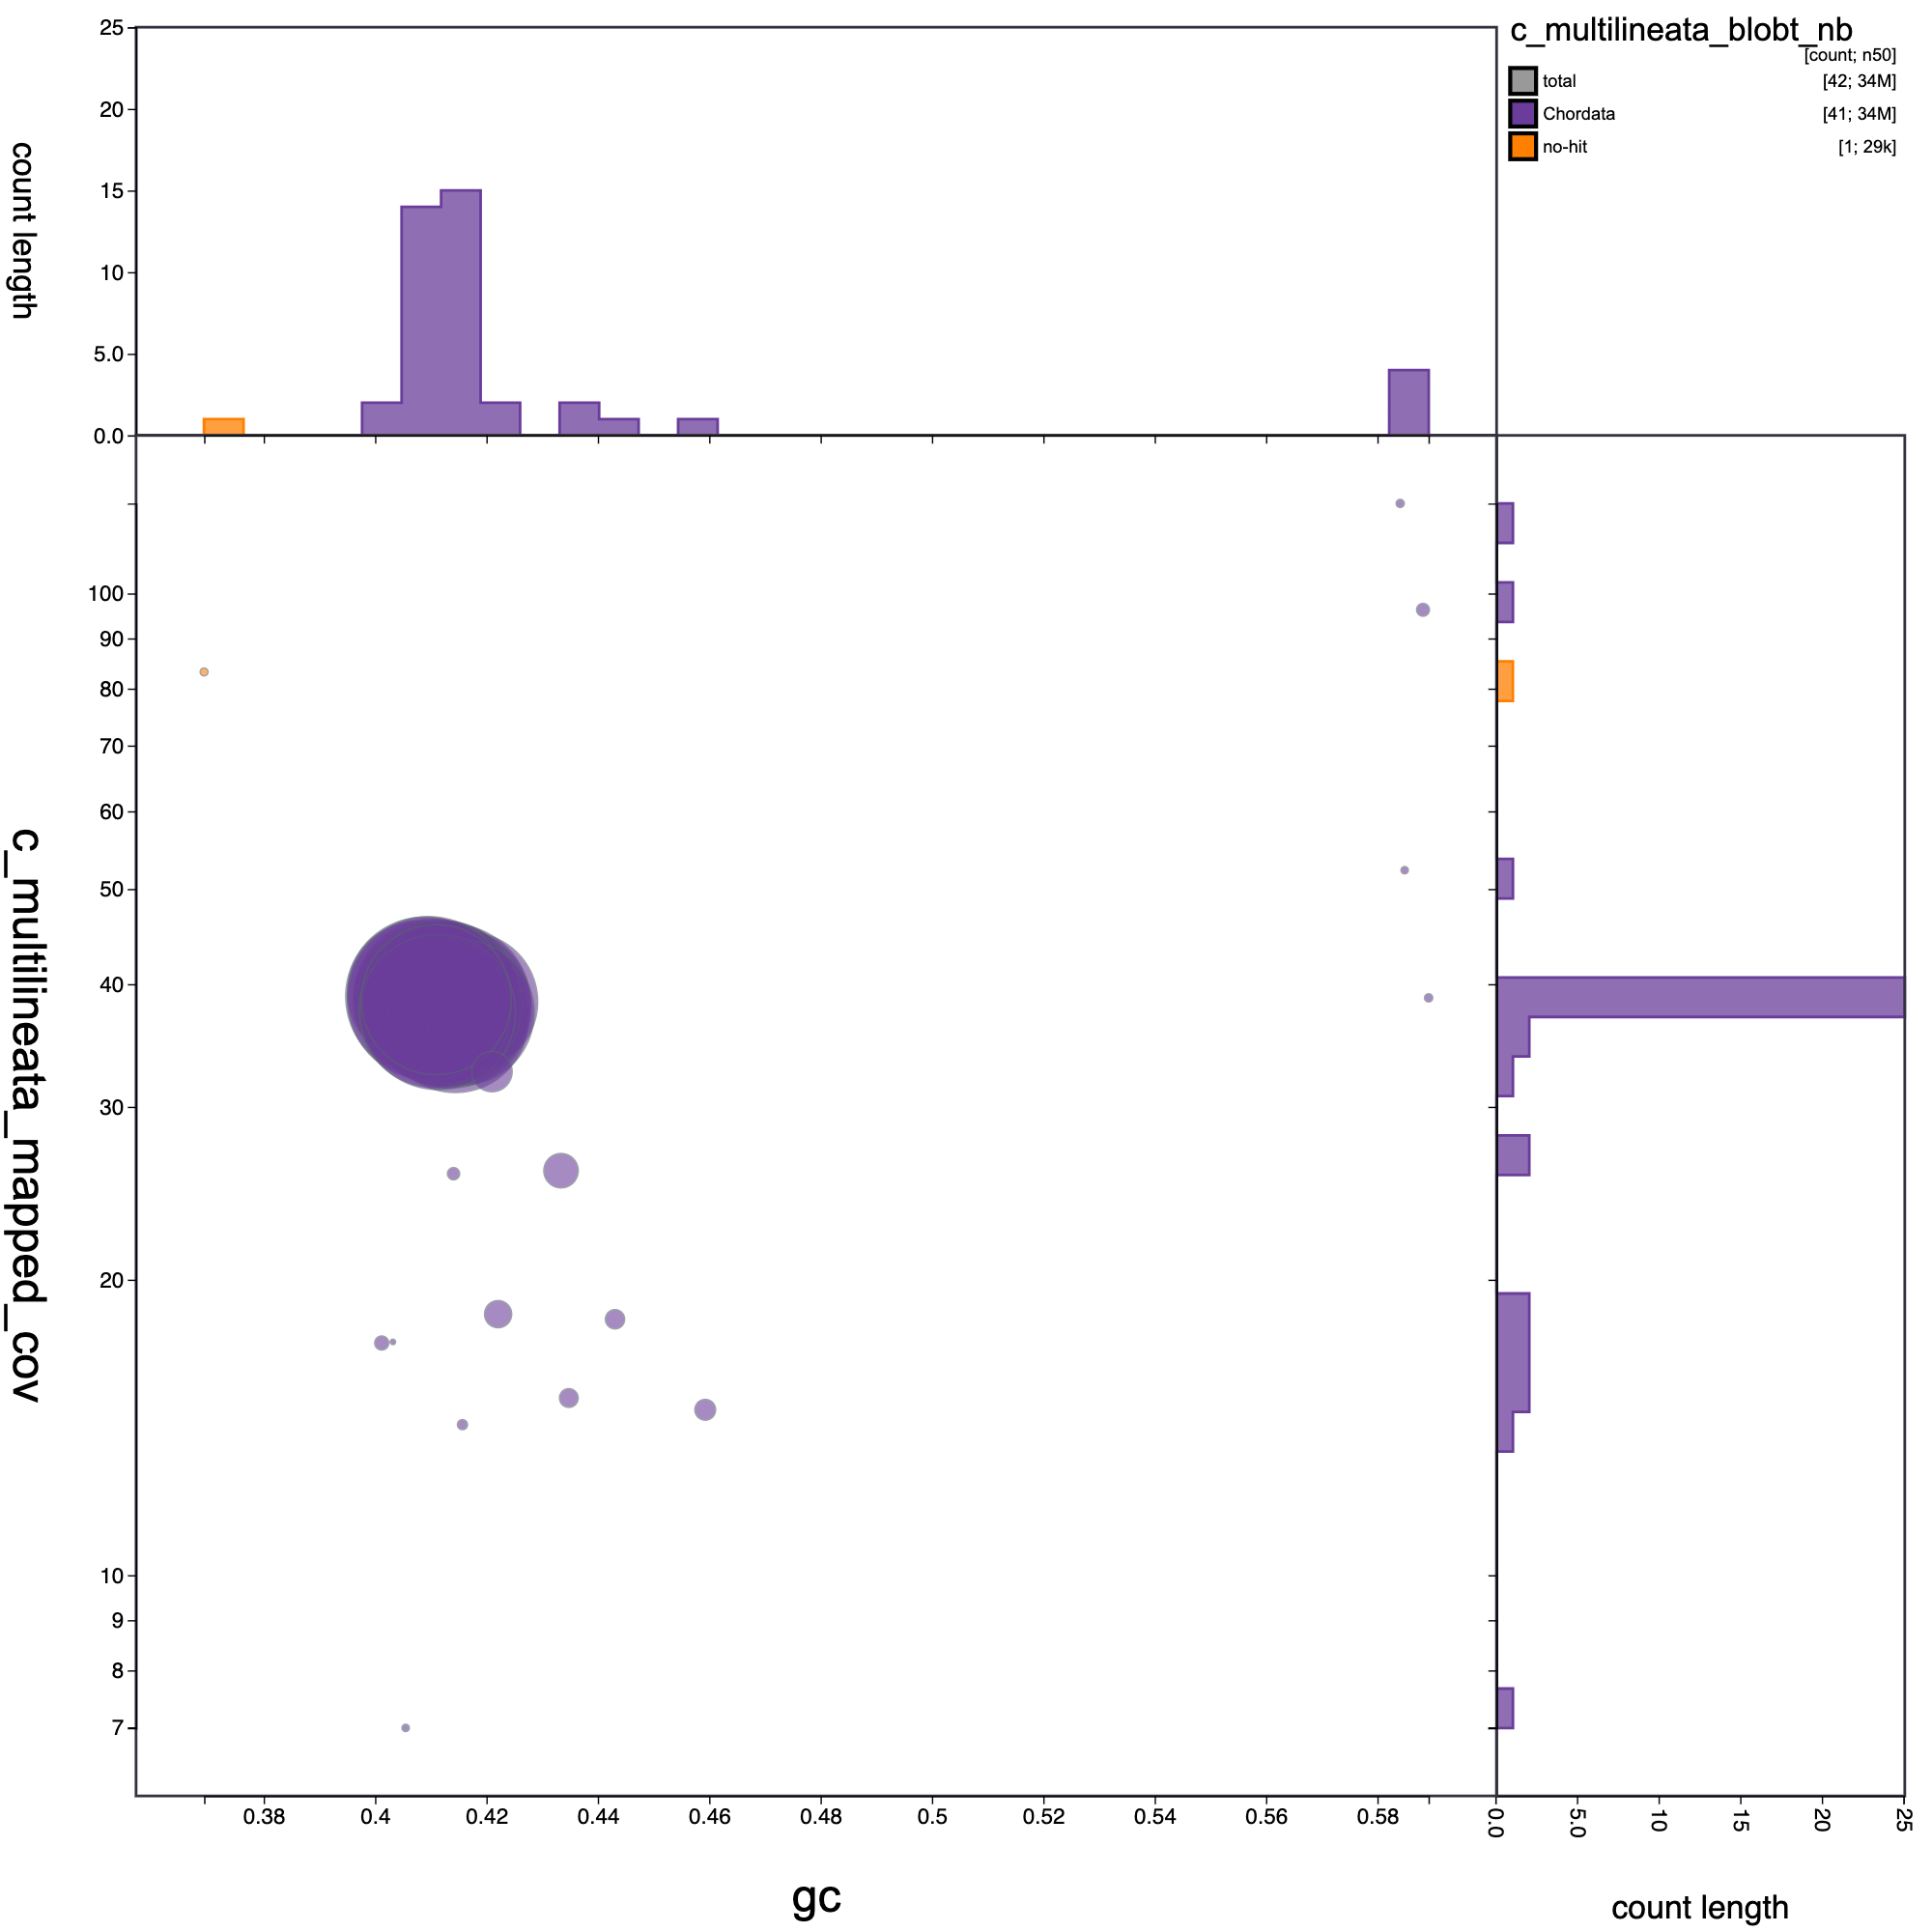 c_multilineata_blobt_nb
[count; n50]
total [42; 34M]
Chordata [41; 34M]
no-hit [1; 29k]
count length
25
20
15
10
5.0
0.0
c_multilineata_mapped_cov
100
90
80
70
60
50
40
30
20
10
9
8
7
0.38 0.4 0.42 0.44 0.46 0.48 0.5 0.52 0.54 0.56 0.58
gc
0.0 5.0 10 15 20 25
count length